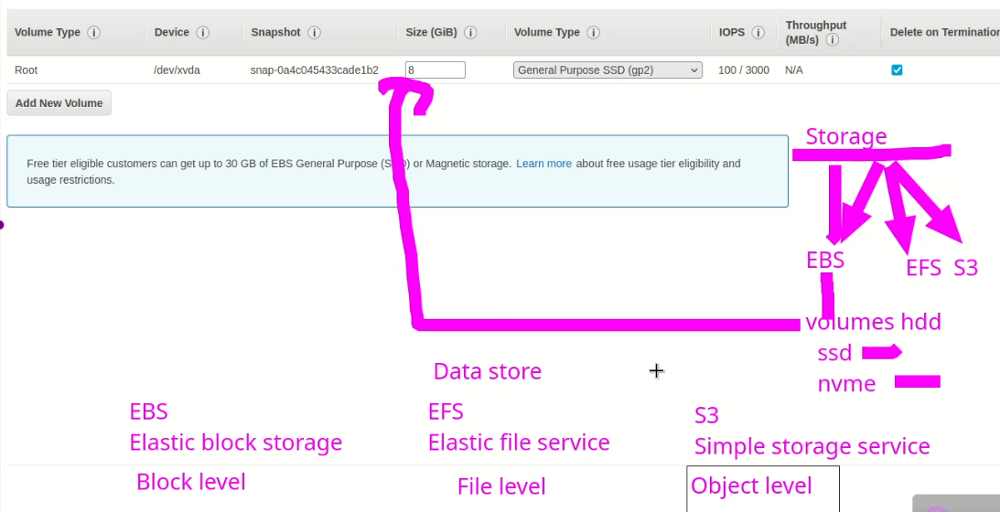 Volume Type Device Snapshot Size (GiB) Volume Type IOPS Throughput (MB/s) Delete on Termination
Root /dev/xvda snap-0a4c045433cade1b2 8 General Purpose SSD (gp2) 100 / 3000 N/A
Add New Volume
Storage
Free tier eligible customers can get up to 30 GB of EBS General Purpose (SSD) or Magnetic storage. Learn more about free usage tier eligibility and
usage restrictions.
EBS EFS S3
volumes hdd
ssd
nvme
Data store
EBS EFS S3
Elastic block storage Elastic file service Simple storage service
Block level File level Object level